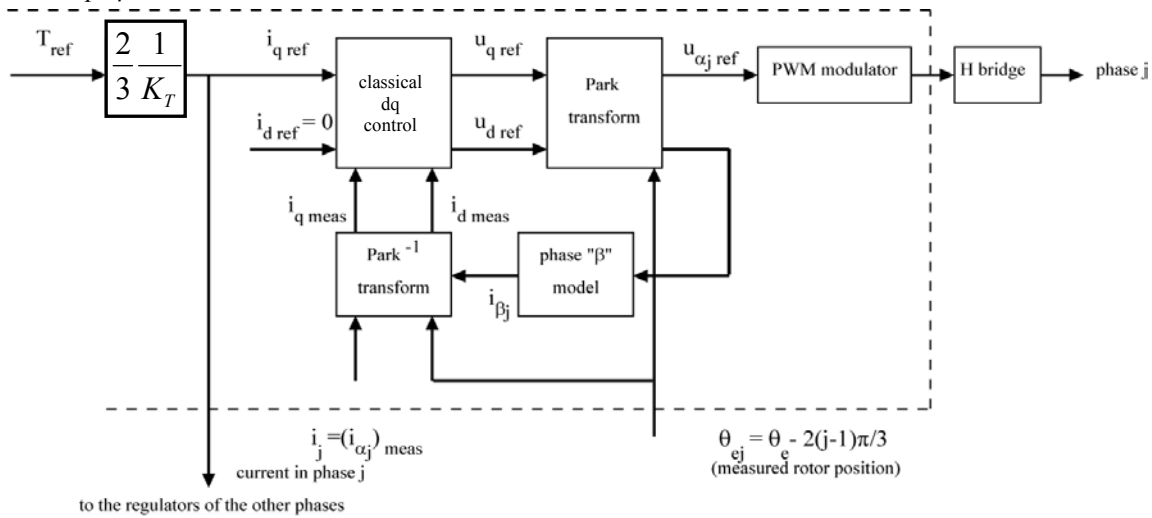 T_ref
2/3 1/K_T
i_q ref
i_d ref = 0
classical
dq
control
u_q ref
u_d ref
Park
transform
u_αj ref
PWM modulator
H bridge
phase j
i_q meas
i_d meas
Park ⁻¹
transform
i_βj
phase "β"
model
i_j =(i_αj)_meas
current in phase j
θ_ej = θ_e - 2(j-1)π/3
(measured rotor position)
to the regulators of the other phases